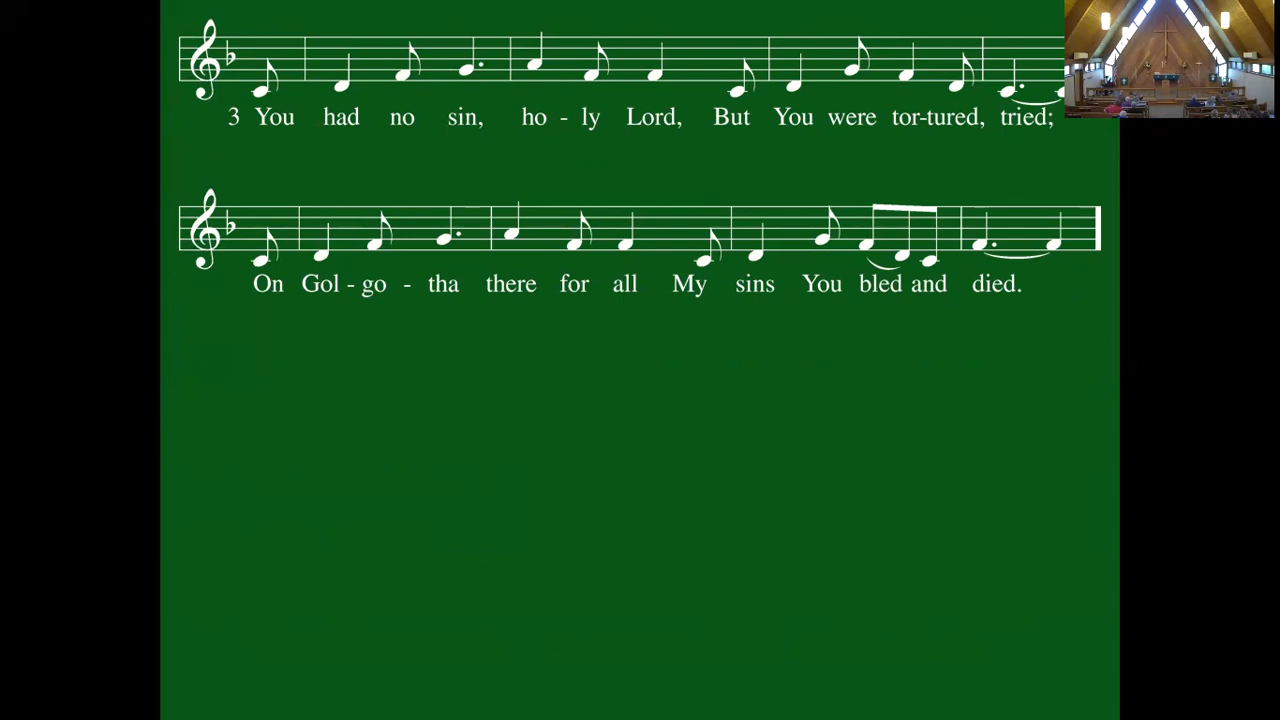 3 You had no sin, ho - ly Lord, But You were tor-tured, tried;
On Gol - go - tha there for all My sins You bled and died.